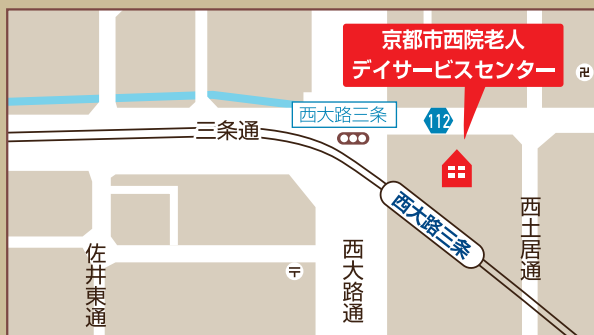 京都市西院老人
デイサービスセンター
卍
西大路三条
112
三条通
西大路三条
西土居通
佐井東通
西大路通
〒